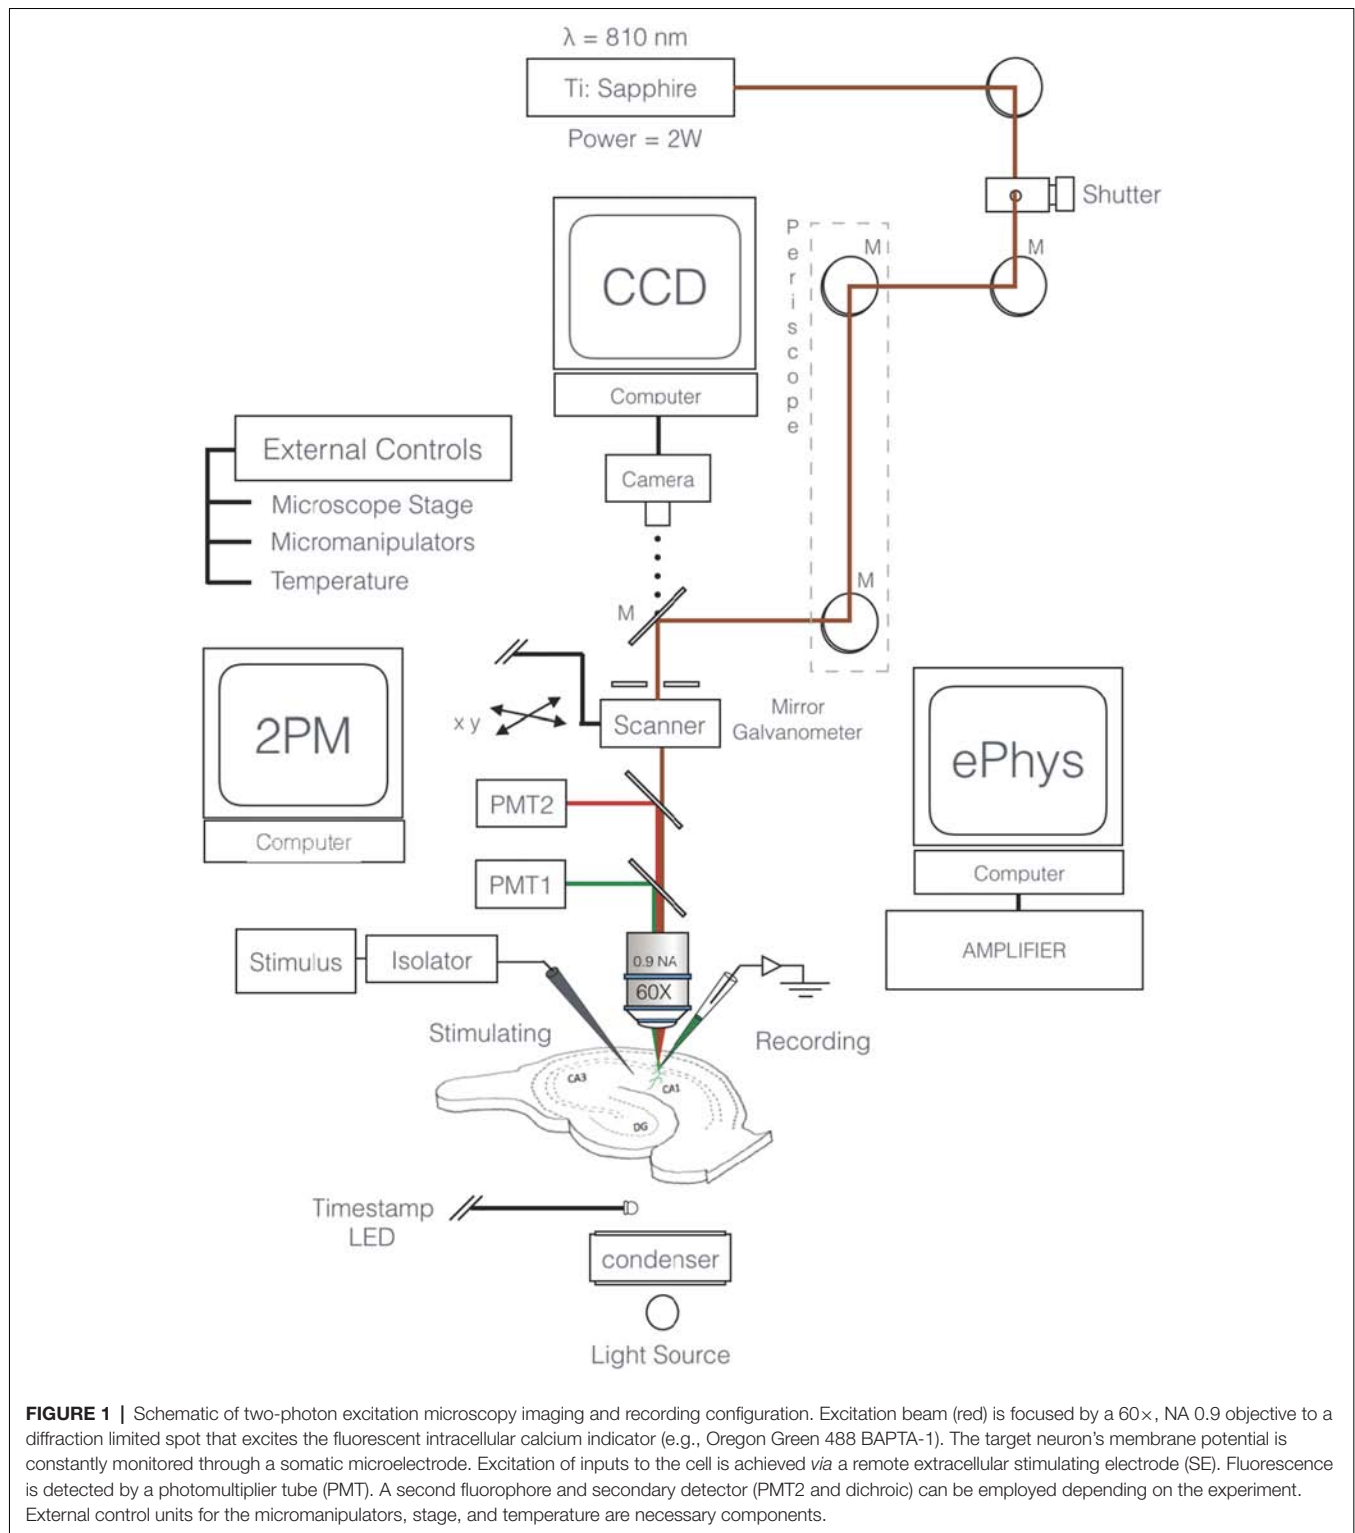 λ = 810 nm
Ti: Sapphire
Power = 2W
Shutter
M
Periscope
M
CCD
Computer
Camera
External Controls
Microscope Stage
Micromanipulators
Temperature
M
M
2PM
Computer
x y
Scanner
Mirror
Galvanometer
ePhys
Computer
AMPLIFIER
PMT2
PMT1
Stimulus
Isolator
0.9 NA
60X
Stimulating
Recording
CA3
CA1
DG
Timestamp
LED
condenser
Light Source
FIGURE 1 | Schematic of two-photon excitation microscopy imaging and recording configuration. Excitation beam (red) is focused by a 60×, NA 0.9 objective to a
diffraction limited spot that excites the fluorescent intracellular calcium indicator (e.g., Oregon Green 488 BAPTA-1). The target neuron's membrane potential is
constantly monitored through a somatic microelectrode. Excitation of inputs to the cell is achieved via a remote extracellular stimulating electrode (SE). Fluorescence
is detected by a photomultiplier tube (PMT). A second fluorophore and secondary detector (PMT2 and dichroic) can be employed depending on the experiment.
External control units for the micromanipulators, stage, and temperature are necessary components.